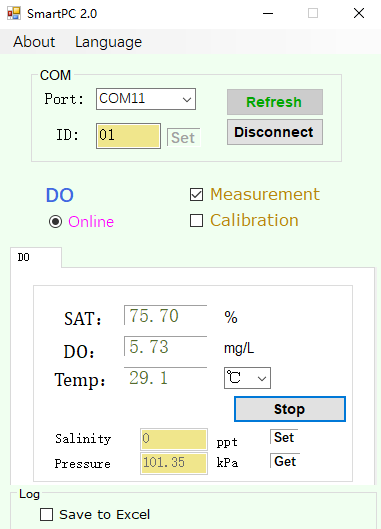 SmartPC 2.0
About Language
COM
Port: COM11 Refresh
ID: 01 Set Disconnect
DO Measurement
Online Calibration
DO
SAT: 75.70 %
DO: 5.73 mg/L
Temp: 29.1 ℃
Stop
Salinity 0 ppt Set
Pressure 101.35 kPa Get
Log
Save to Excel